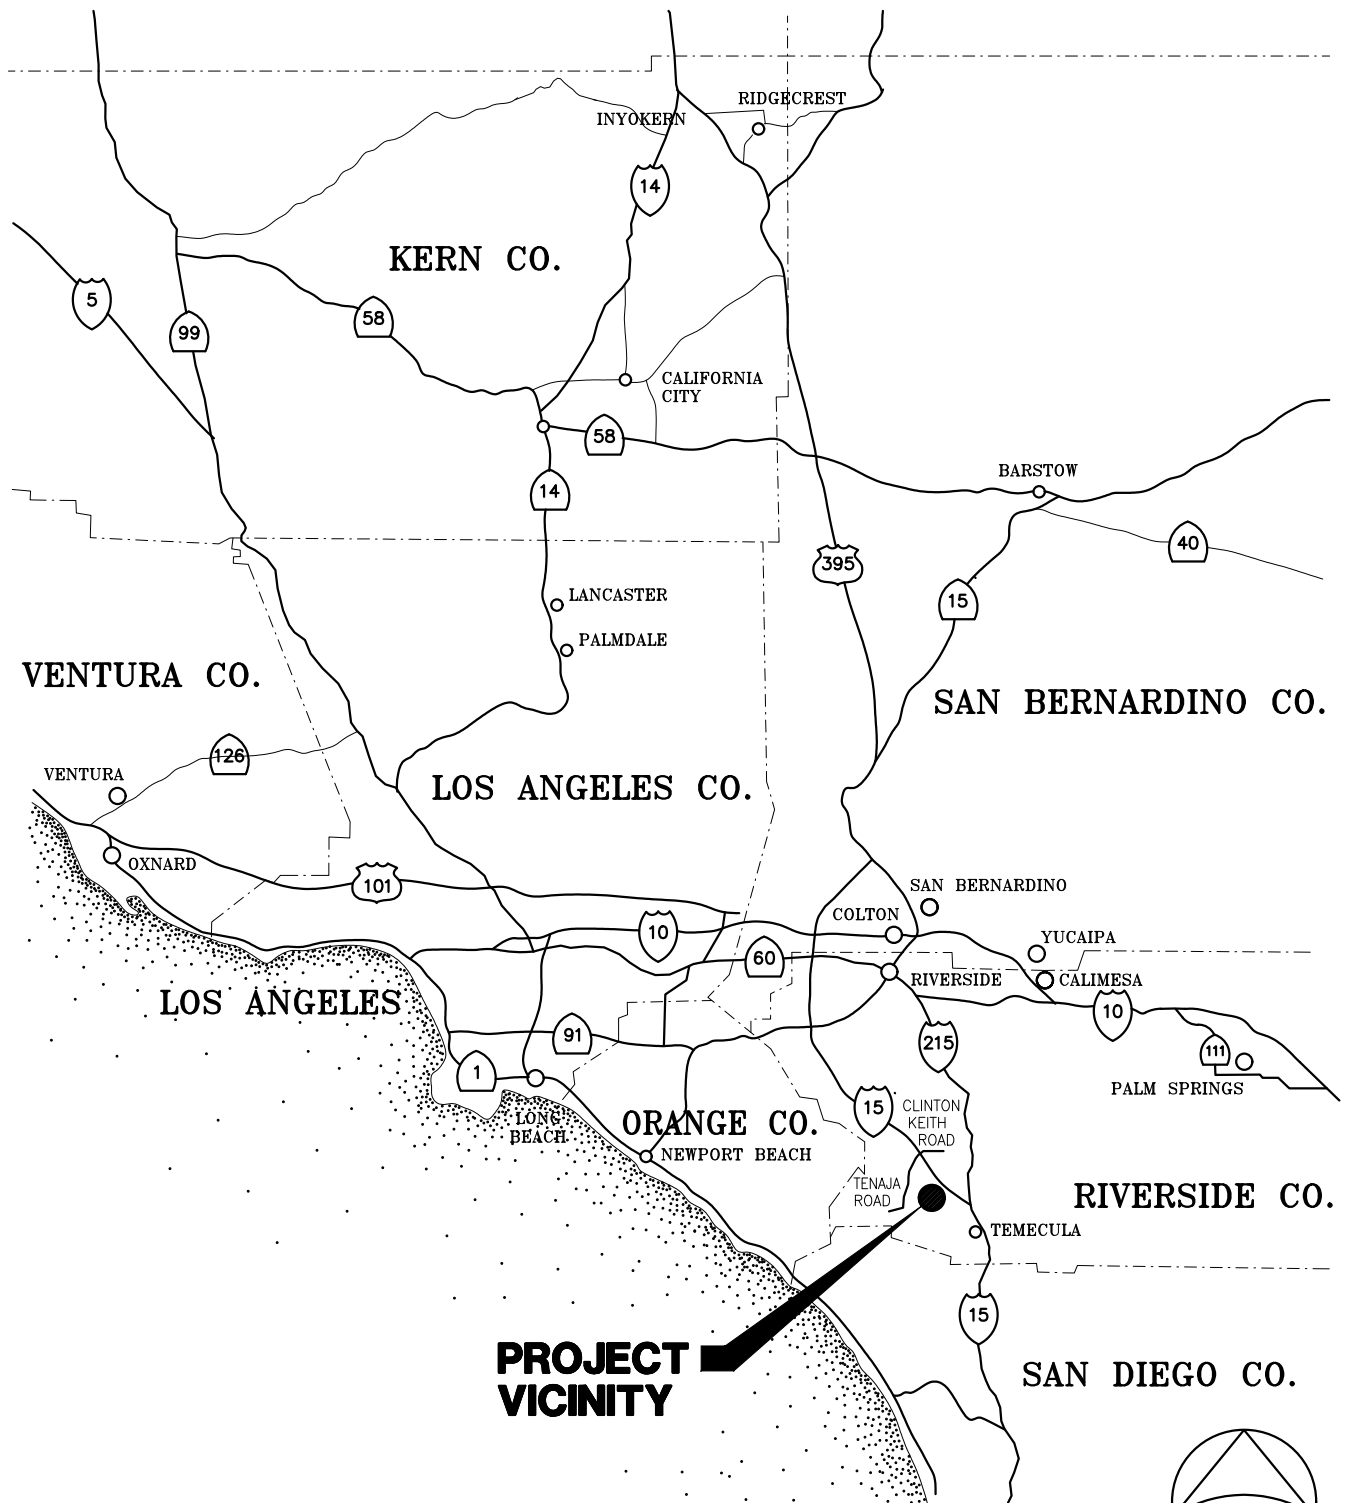 RIDGECREST
INYOKERN
14
KERN CO.
5
99
58
CALIFORNIA
CITY
58
BARSTOW
14
40
395
15
LANCASTER
PALMDALE
VENTURA CO.
SAN BERNARDINO CO.
126
VENTURA
LOS ANGELES CO.
OXNARD
101
SAN BERNARDINO
COLTON
10
YUCAIPA
60
RIVERSIDE
CALIMESA
LOS ANGELES
10
91
215
111
1
PALM SPRINGS
15
CLINTON
KEITH
ROAD
LONG
BEACH
ORANGE CO.
NEWPORT BEACH
TENAJA
ROAD
RIVERSIDE CO.
TEMECULA
15
PROJECT
VICINITY
SAN DIEGO CO.